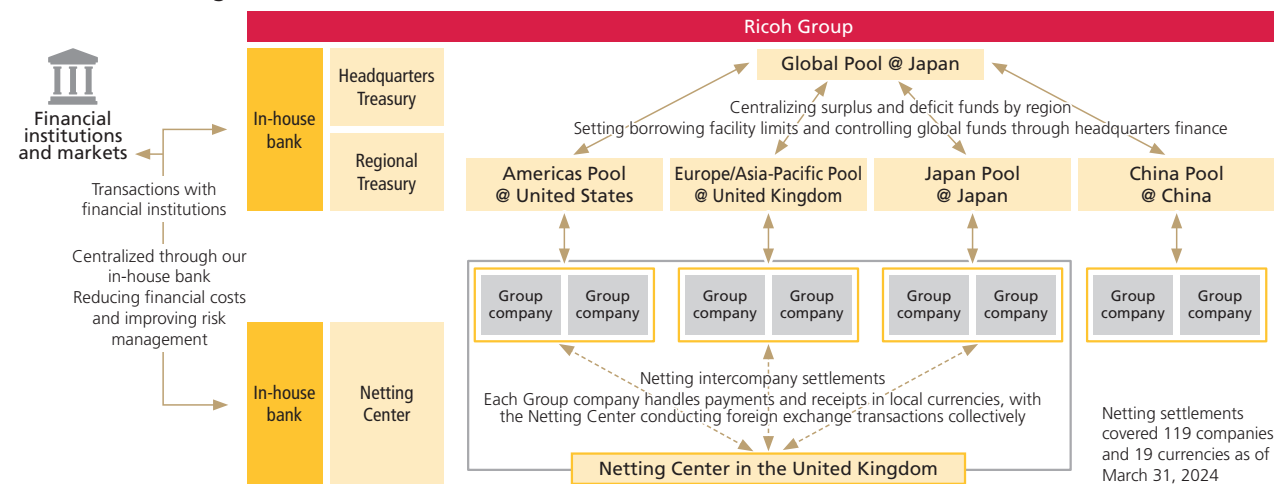 Ricoh Group
Financial
institutions
and markets
Transactions with
financial institutions
Centralized through our
in-house bank
Reducing financial costs
and improving risk
management
In-house
bank
Headquarters
Treasury
Regional
Treasury
Global Pool @ Japan
Centralizing surplus and deficit funds by region
Setting borrowing facility limits and controlling global funds through headquarters finance
Americas Pool
@ United States
Europe/Asia-Pacific Pool
@ United Kingdom
Japan Pool
@ Japan
China Pool
@ China
Group
company
Group
company
Group
company
Group
company
Group
company
Group
company
Group
company
Group
company
In-house
bank
Netting
Center
Netting intercompany settlements
Each Group company handles payments and receipts in local currencies, with
the Netting Center conducting foreign exchange transactions collectively
Netting Center in the United Kingdom
Netting settlements
covered 119 companies
and 19 currencies as of
March 31, 2024